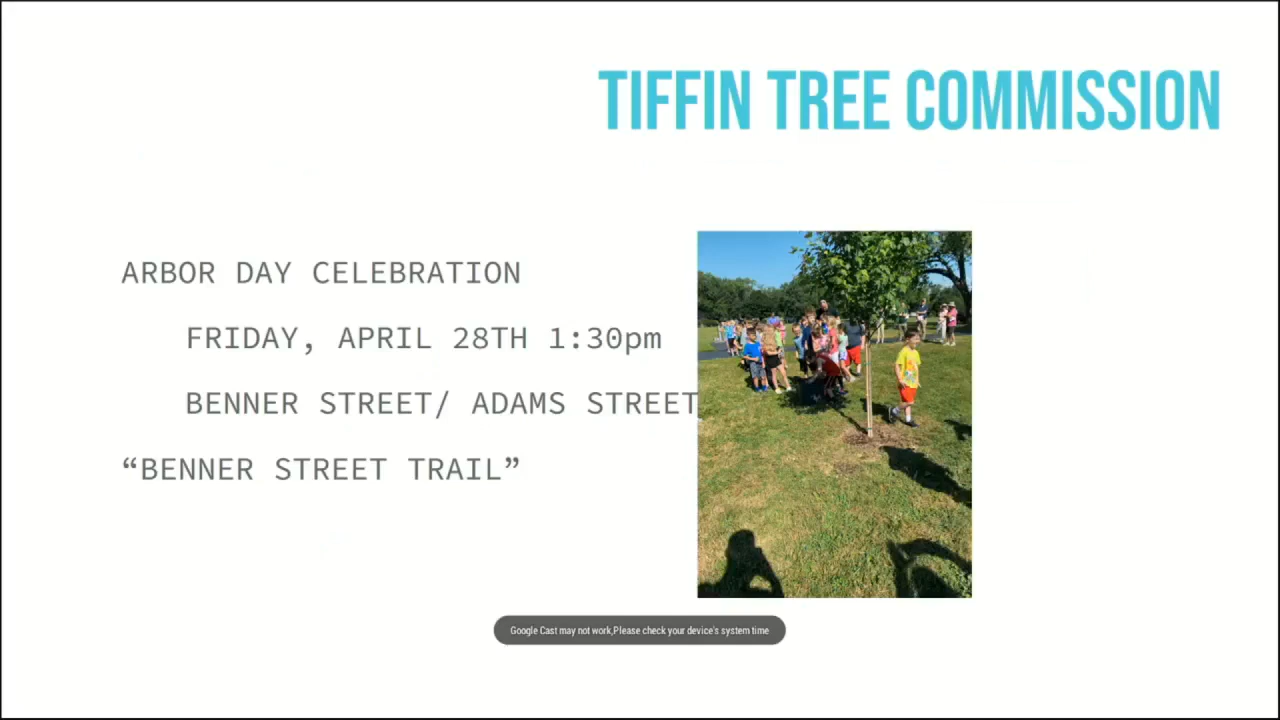 TIFFIN TREE COMMISSION
ARBOR DAY CELEBRATION
FRIDAY, APRIL 28TH 1:30pm
BENNER STREET/ ADAMS STREET
“BENNER STREET TRAIL”
Google Cast may not work,Please check your device's system time